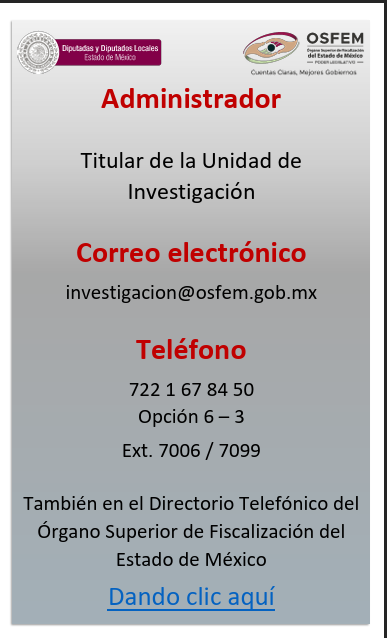 Diputadas y Diputados Locales
Estado de México
OSFEM
Órgano Superior de Fiscalización
del Estado de México
PODER LEGISLATIVO
Cuentas Claras, Mejores Gobiernos
Administrador
Titular de la Unidad de
Investigación
Correo electrónico
investigacion@osfem.gob.mx
Teléfono
722 1 67 84 50
Opción 6 – 3
Ext. 7006 / 7099
También en el Directorio Telefónico del
Órgano Superior de Fiscalización del
Estado de México
Dando clic aquí